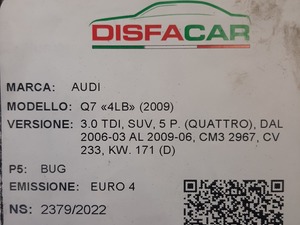 DISFACAR
MARCA: AUDI
MODELLO: Q7 «4LB» (2009)
VERSIONE: 3.0 TDI, SUV, 5 P. (QUATTRO), DAL
2006-03 AL 2009-06, CM3 2967, CV
233, KW. 171 (D)
P5: BUG
EMISSIONE: EURO 4
NS: 2379/2022